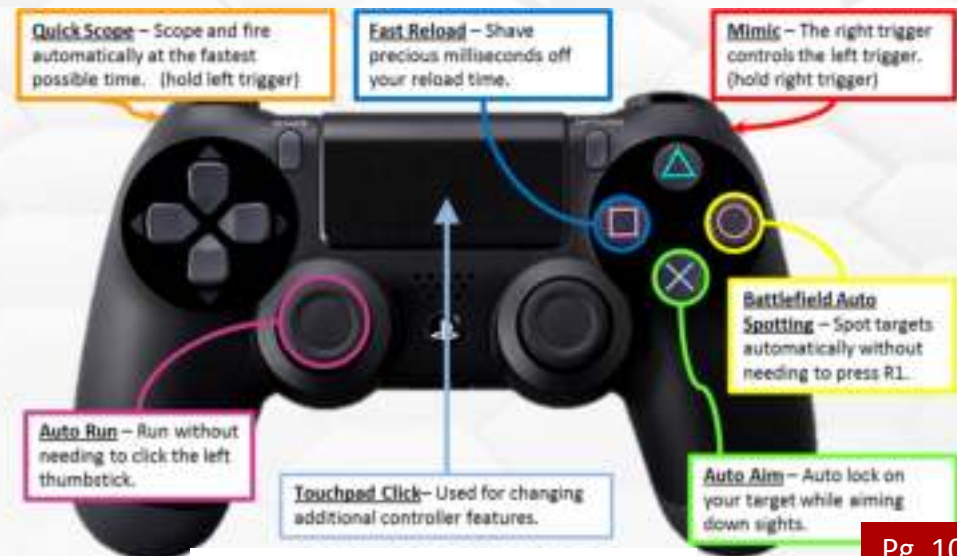 Quick Scope – Scope and fire
automatically at the fastest
possible time. (hold left trigger)
Fast Reload – Shave
precious milliseconds off
your reload time.
Mimic – The right trigger
controls the left trigger.
(hold right trigger)
Battlefield Auto
Spotting – Spot targets
automatically without
needing to press R1.
Auto Run – Run without
needing to click the left
thumbstick.
Touchpad Click– Used for changing
additional controller features.
Auto Aim – Auto lock on
your target while aiming
down sights.
Pg. 10